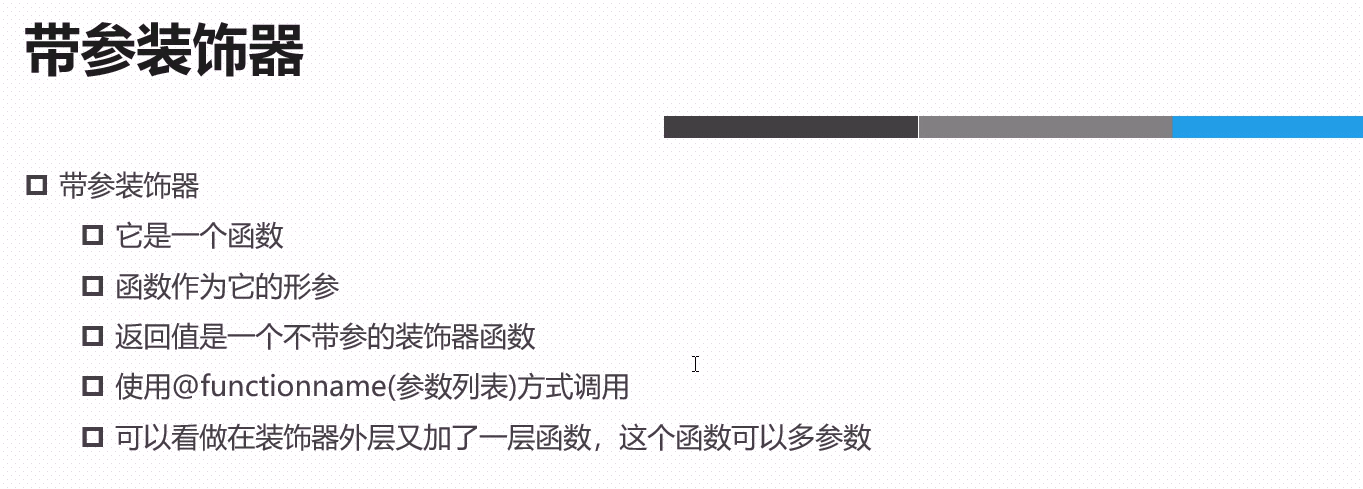 带参装饰器
带参装饰器
它是一个函数
函数作为它的形参
返回值是一个不带参的装饰器函数
使用@functionname(参数列表)方式调用
可以看做在装饰器外层又加了一层函数，这个函数可以多参数